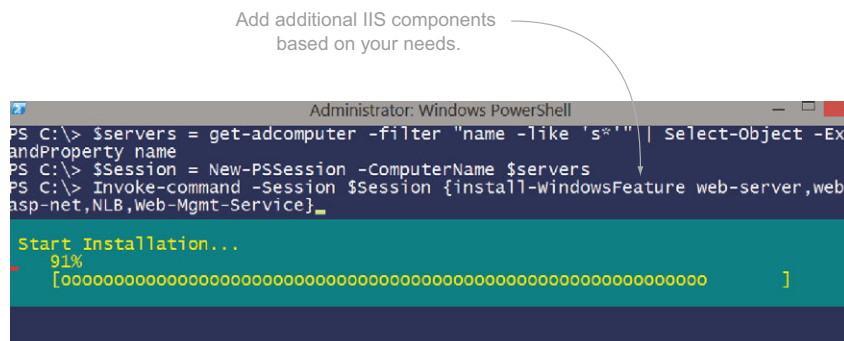 Add additional IIS components
based on your needs.
Administrator: Windows PowerShell
PS C:\> $servers = get-adcomputer -filter "name -like 's*'" | Select-Object -Ex
andProperty name
PS C:\> $Session = New-PSSession -ComputerName $servers
PS C:\> Invoke-command -Session $Session {install-WindowsFeature web-server,web
asp-net,NLB,Web-Mgmt-Service}_
Start Installation...
91%
[oooooooooooooooooooooooooooooooooooooooooooooooooooooooooooooo ]